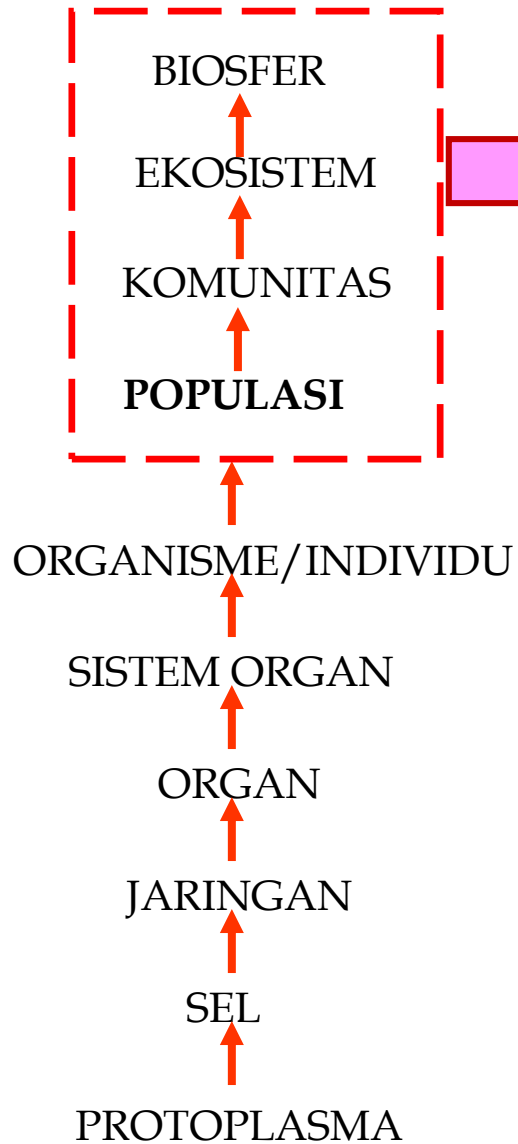 BIOSFER
EKOSISTEM
KOMUNITAS
POPULASI
ORGANISME/INDIVIDU
SISTEM ORGAN
ORGAN
JARINGAN
SEL
PROTOPLASMA